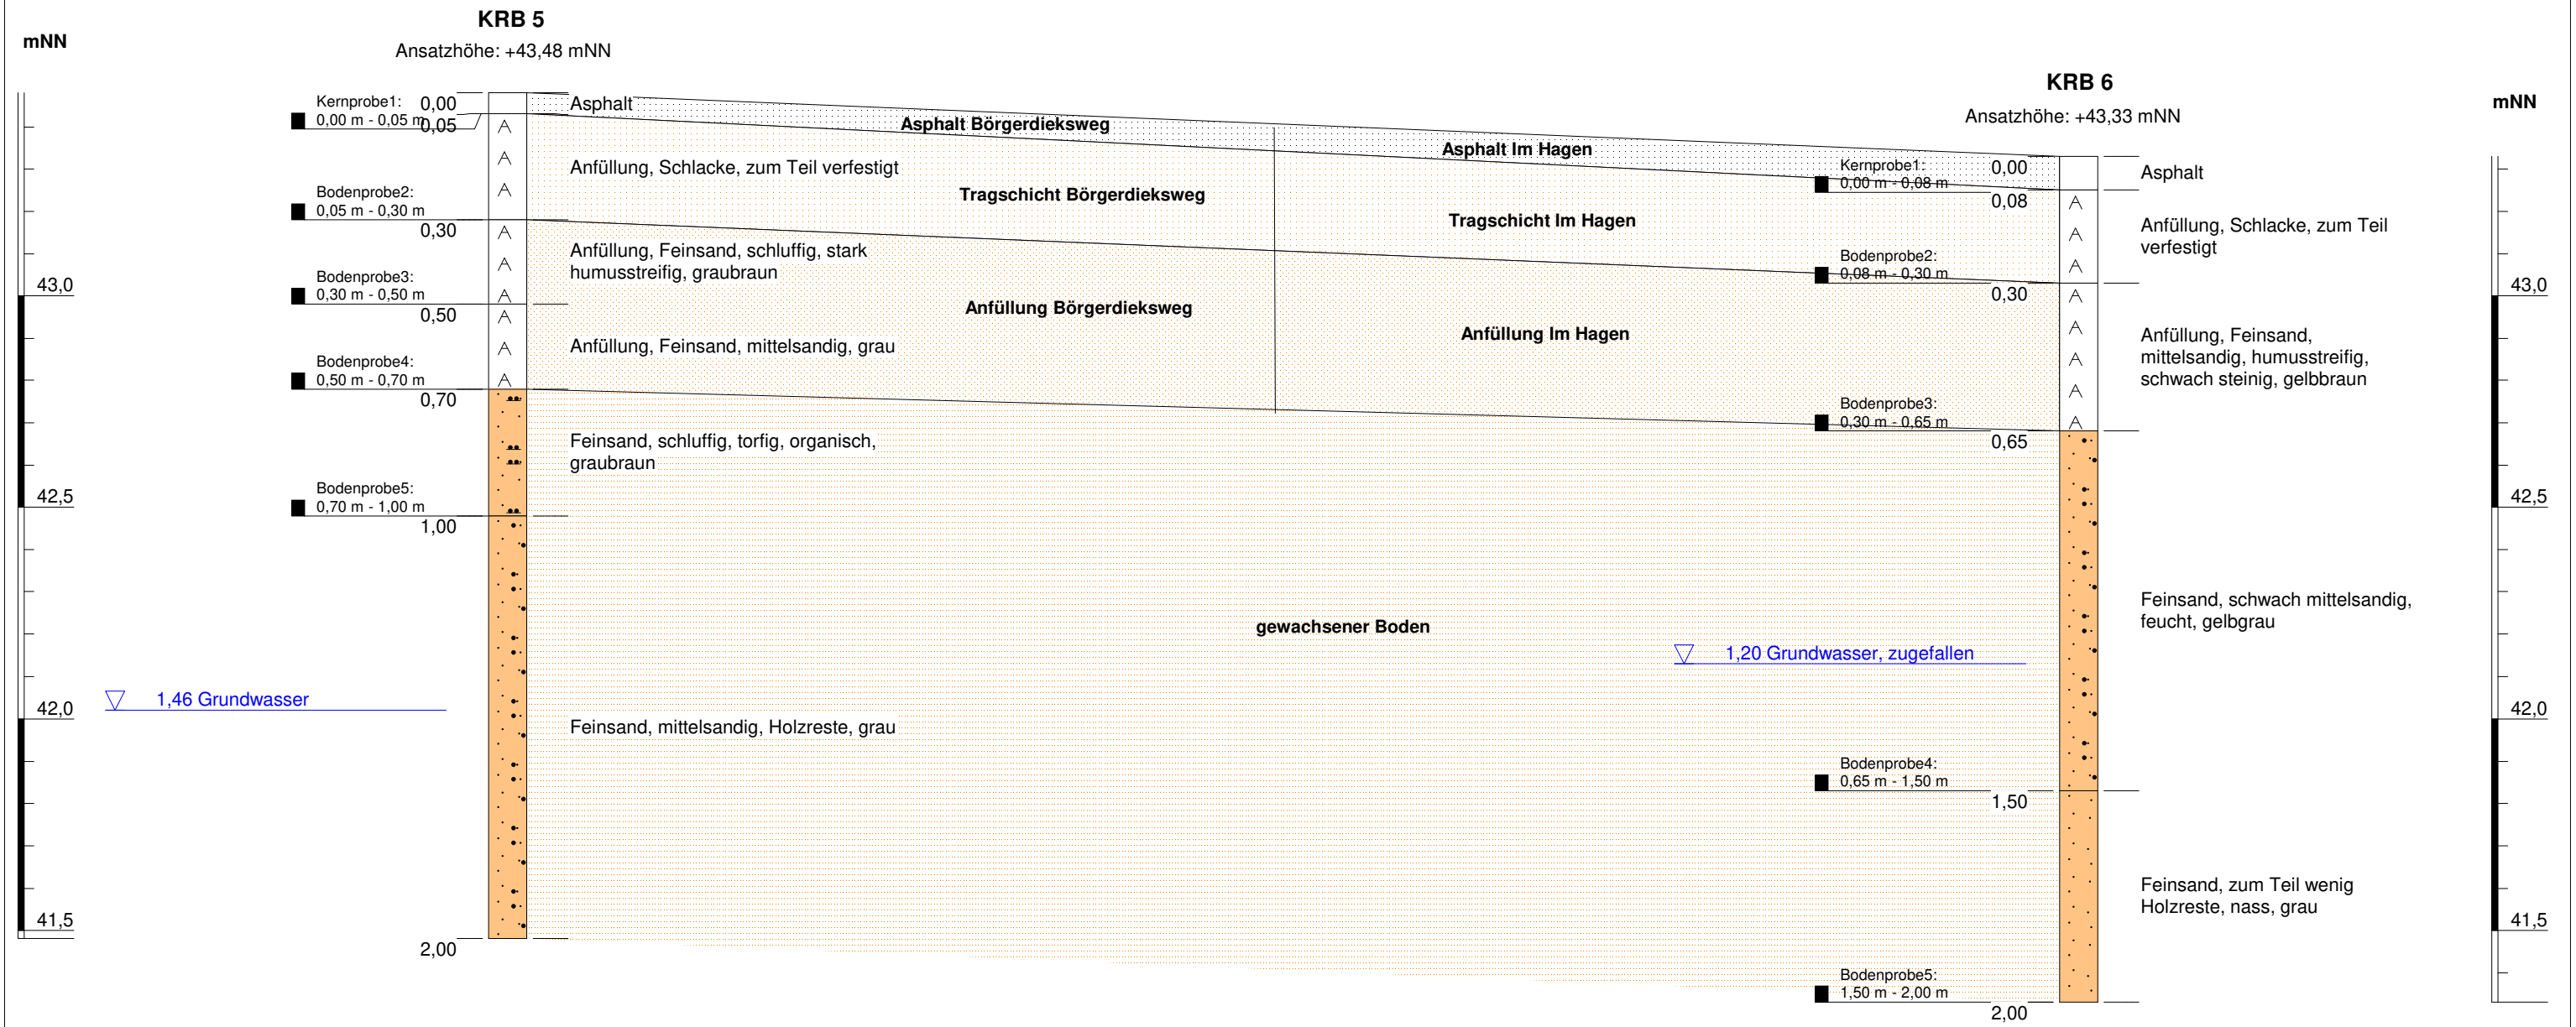 KRB 5
mNN
Ansatzhöhe: +43,48 mNN
KRB 6
mNN
Ansatzhöhe: +43,33 mNN
Kernprobe1:
0,00 m - 0,05 m
0,00
0,05
Asphalt
Asphalt Börgerdieksweg
Anfüllung, Schlacke, zum Teil verfestigt
Tragschicht Börgerdieksweg
Bodenprobe2:
0,05 m - 0,30 m
0,30
Anfüllung, Feinsand, schluffig, stark
humusstreifig, graubraun
Bodenprobe3:
0,30 m - 0,50 m
0,50
Anfüllung Börgerdieksweg
Anfüllung, Feinsand, mittelsandig, grau
Bodenprobe4:
0,50 m - 0,70 m
0,70
Feinsand, schluffig, torfig, organisch,
graubraun
Bodenprobe5:
0,70 m - 1,00 m
1,00
1,46 Grundwasser
Feinsand, mittelsandig, Holzreste, grau
2,00
43,0
42,5
42,0
41,5
gewachsener Boden
Asphalt Im Hagen
Tragschicht Im Hagen
Anfüllung Im Hagen
Kernprobe1:
0,00 m - 0,08 m
0,00
0,08
Asphalt
Anfüllung, Schlacke, zum Teil
verfestigt
Bodenprobe2:
0,08 m - 0,30 m
0,30
Anfüllung, Feinsand,
mittelsandig, humusstreifig,
schwach steinig, gelbbraun
Bodenprobe3:
0,30 m - 0,65 m
0,65
Feinsand, schwach mittelsandig,
feucht, gelbgrau
1,20 Grundwasser, zugefallen
Bodenprobe4:
0,65 m - 1,50 m
1,50
Feinsand, zum Teil wenig
Holzreste, nass, grau
Bodenprobe5:
1,50 m - 2,00 m
2,00
43,0
42,5
42,0
41,5